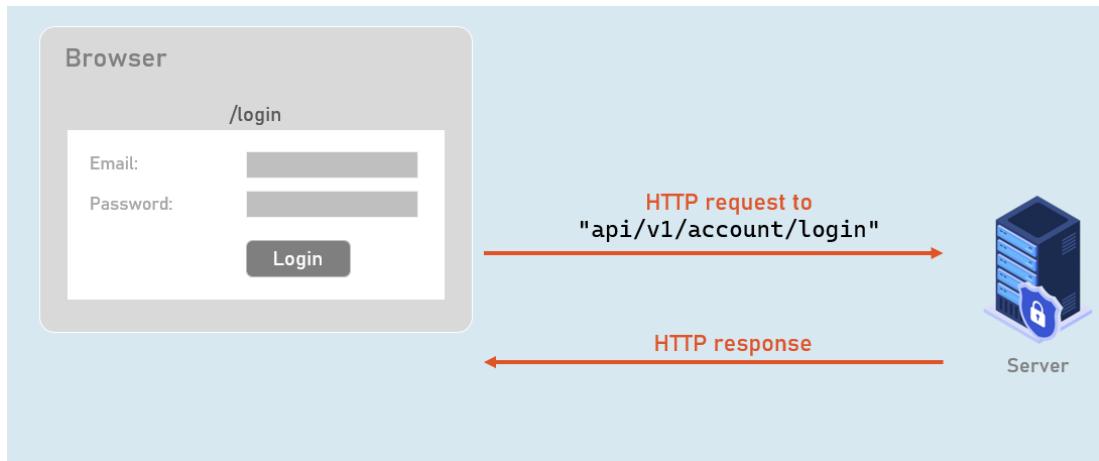 Browser
/login
Email:
Password:
Login
HTTP request to
"api/v1/account/login"
HTTP response
Server